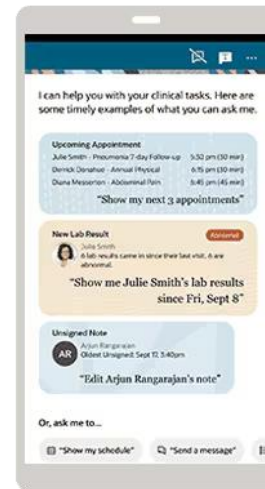 I can help you with your clinical tasks. Here are
some timely examples of what you can ask me.
Upcoming Appointment
Julie Smith - Pneumonia 7-day Follow-up 5:50 pm (30 min)
Derrick Donahue - Annual Physical 6:15 pm (30 min)
Diana Messerton - Abdominal Pain 6:45 pm (45 min)
"Show my next 3 appointments"
New Lab Result Abnormal
Julie Smith
6 lab results came in since their last visit. 6 are
abnormal.
"Show me Julie Smith's lab results
since Fri, Sept 8"
Unsigned Note
AR Arjun Rangarajan
Oldest Unsigned: Sept 12, 3:40pm
"Edit Arjun Rangarajan's note"
Or, ask me to...
"Show my schedule" "Send a message"